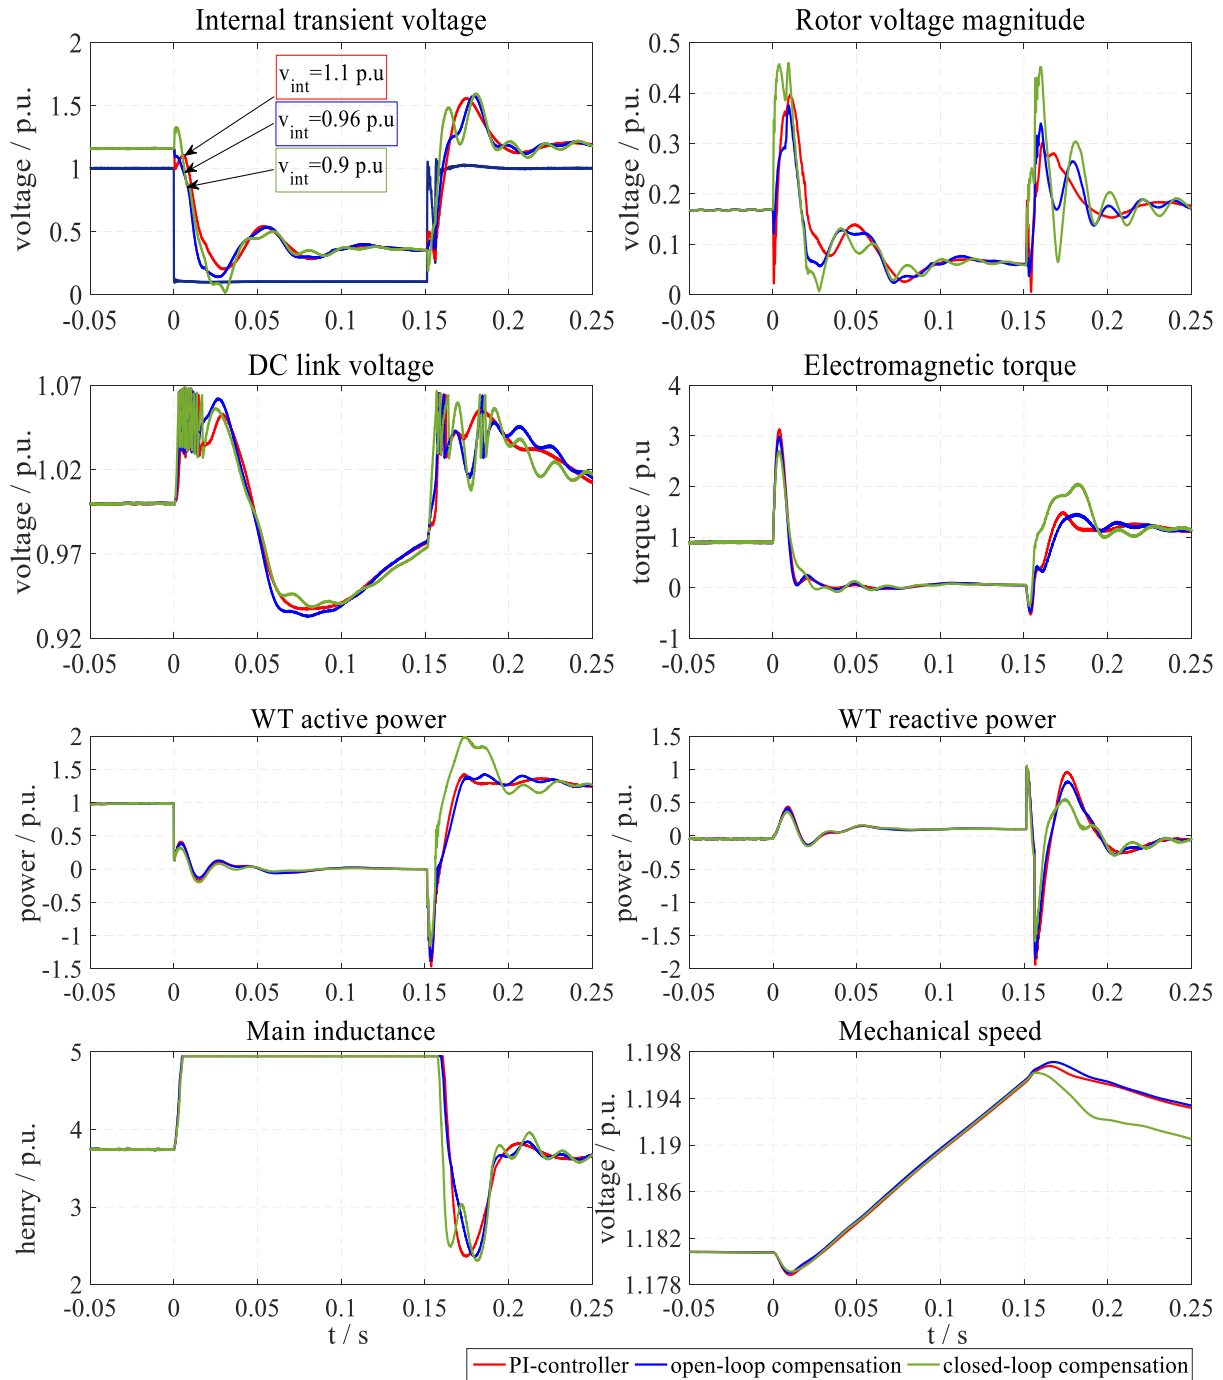 Internal transient voltage
2
1.5
1
0.5
0
voltage / p.u.
v_int=1.1 p.u
v_int=0.96 p.u
v_int=0.9 p.u
-0.05 0 0.05 0.1 0.15 0.2 0.25
Rotor voltage magnitude
0.5
0.4
0.3
0.2
0.1
0
voltage / p.u.
-0.05 0 0.05 0.1 0.15 0.2 0.25
DC link voltage
1.07
1.02
0.97
0.92
voltage / p.u.
-0.05 0 0.05 0.1 0.15 0.2 0.25
Electromagnetic torque
4
3
2
1
0
-1
torque / p.u
-0.05 0 0.05 0.1 0.15 0.2 0.25
WT active power
2
1.5
1
0.5
0
-0.5
-1
-1.5
power / p.u.
-0.05 0 0.05 0.1 0.15 0.2 0.25
WT reactive power
1.5
1
0.5
0
-0.5
-1
-1.5
-2
power / p.u.
-0.05 0 0.05 0.1 0.15 0.2 0.25
Main inductance
5
4
3
2
henry / p.u.
-0.05 0 0.05 0.1 0.15 0.2 0.25
t / s
Mechanical speed
1.198
1.194
1.19
1.186
1.182
1.178
voltage / p.u.
-0.05 0 0.05 0.1 0.15 0.2 0.25
t / s
PI-controller open-loop compensation closed-loop compensation